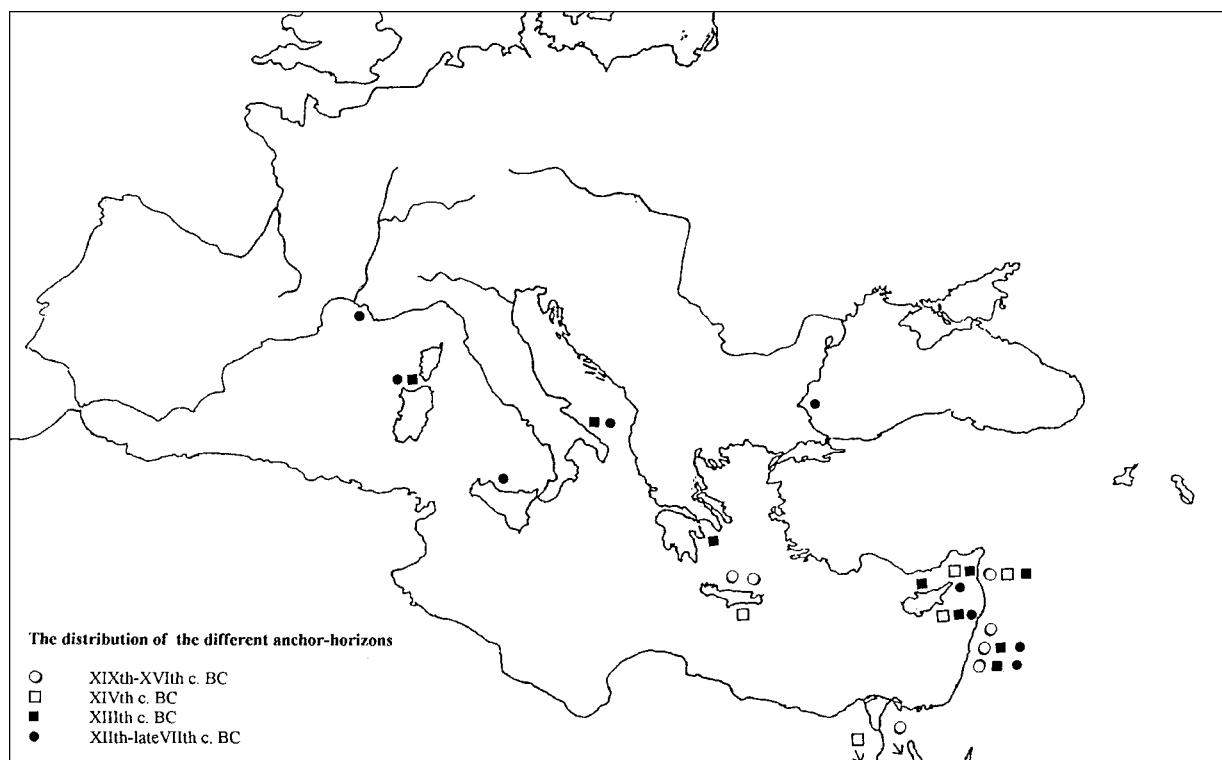 The distribution of the different anchor-horizons
XIXth-XVIth c. BC
XIVth c. BC
XIIIth c. BC
XIIth-lateVIIth c. BC